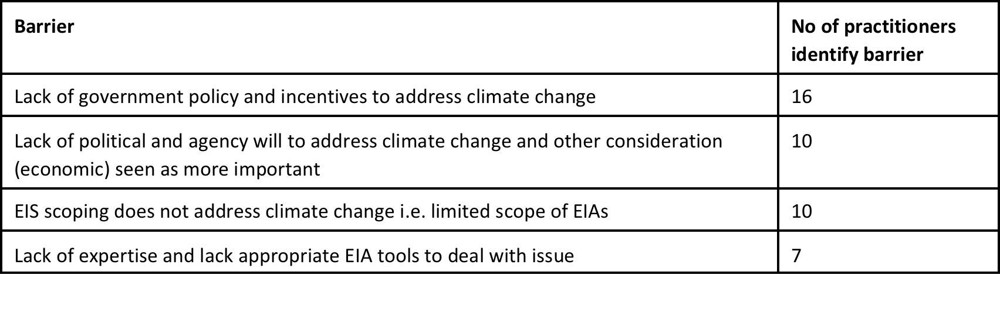 Barrier
No of practitioners
identify barrier
Lack of government policy and incentives to address climate change
16
Lack of political and agency will to address climate change and other consideration
(economic) seen as more important
10
EIS scoping does not address climate change i.e. limited scope of EIAs
10
Lack of expertise and lack appropriate EIA tools to deal with issue
7